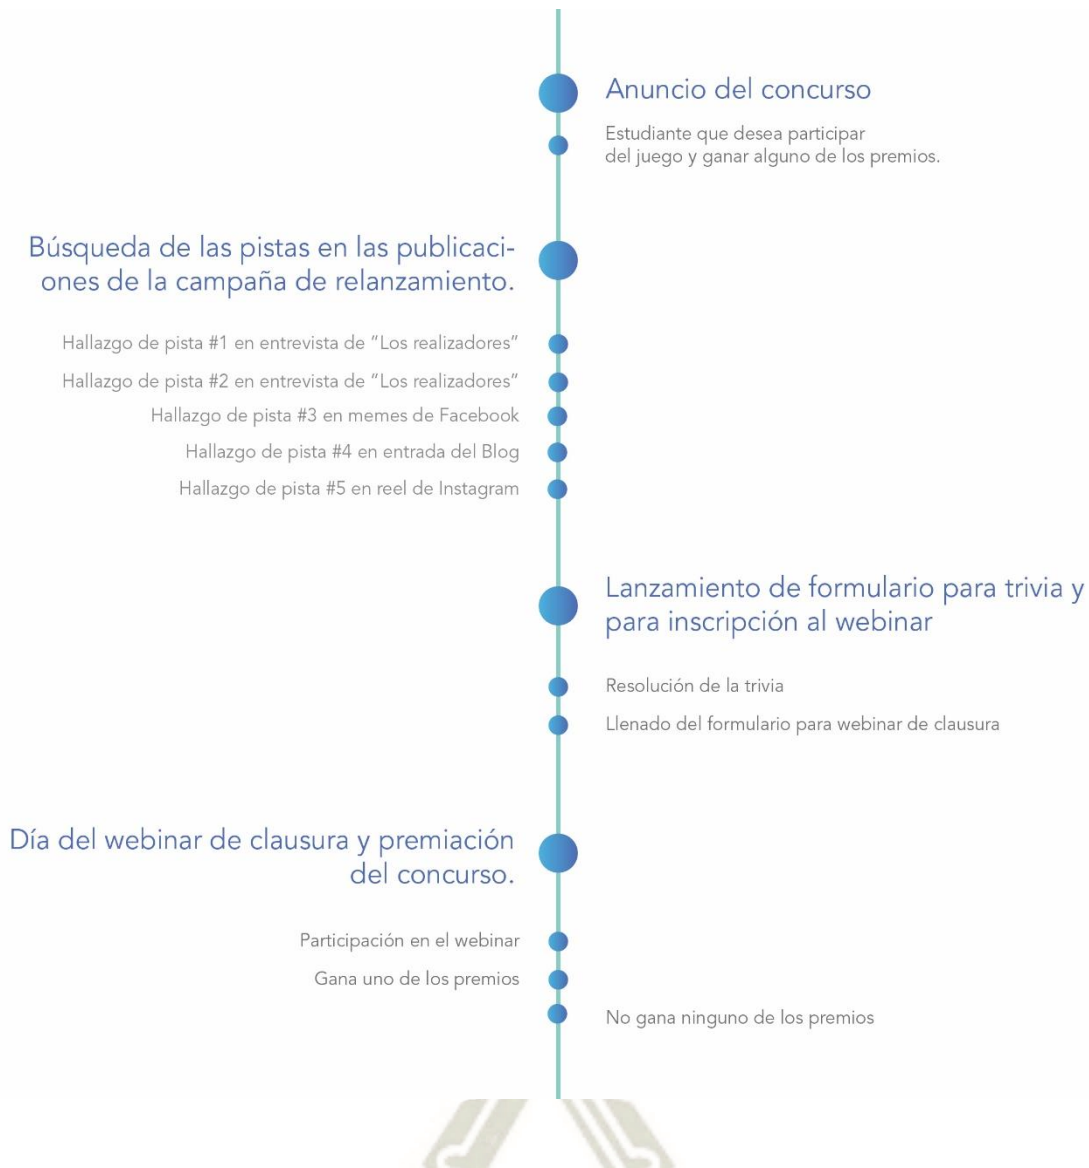 Anuncio del concurso
Estudiante que desea participar
del juego y ganar alguno de los premios.
Búsqueda de las pistas en las publicaci-
ones de la campaña de relanzamiento.
Hallazgo de pista #1 en entrevista de “Los realizadores”
Hallazgo de pista #2 en entrevista de “Los realizadores”
Hallazgo de pista #3 en memes de Facebook
Hallazgo de pista #4 en entrada del Blog
Hallazgo de pista #5 en reel de Instagram
Lanzamiento de formulario para trivia y
para inscripción al webinar
Resolución de la trivia
Llenado del formulario para webinar de clausura
Día del webinar de clausura y premiación
del concurso.
Participación en el webinar
Gana uno de los premios
No gana ninguno de los premios